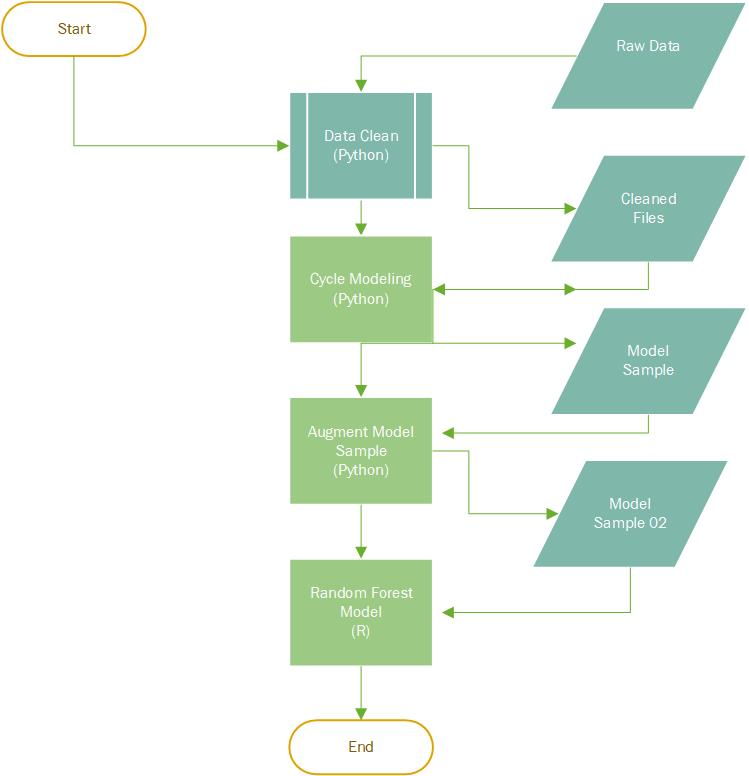 Start
Raw Data
Data Clean
(Python)
Cleaned
Files
Cycle Modeling
(Python)
Model
Sample
Augment Model
Sample
(Python)
Model
Sample 02
Random Forest
Model
(R)
End